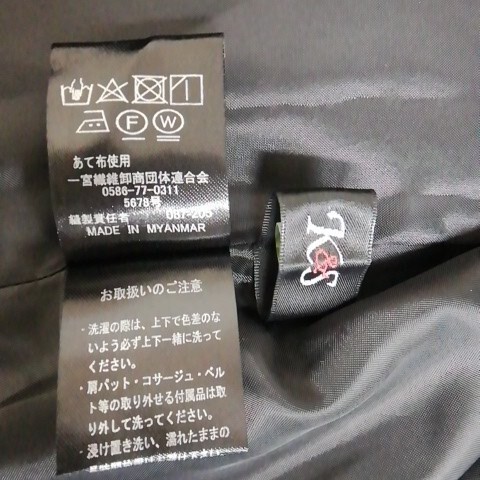 F W
あて布使用
一宮繊維卸商団体連合会
0586-77-0311
5678号
縫製責任者 087-205
MADE IN MYANMAR
お取扱いのご注意
・洗濯の際は、上下で色差のな
いよう必ず上下一緒に洗って
ください。
・肩パット・コサージュ・ベル
ト等の取り外せる付属品は取
り外して洗ってください。
・浸け置き洗い、濡れたままの
K&S